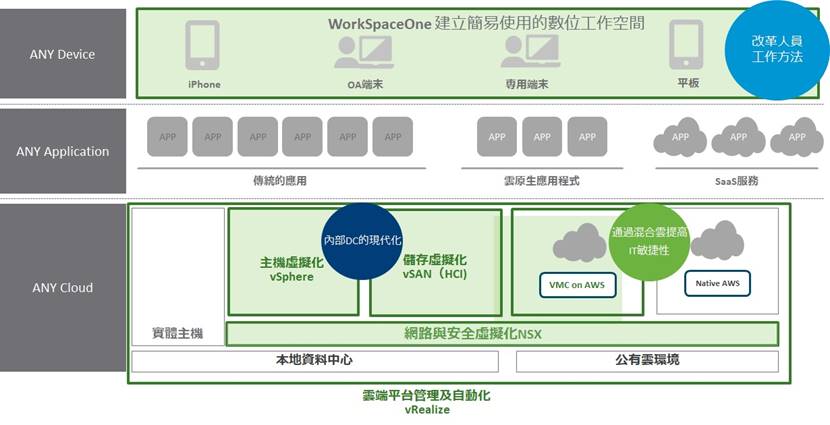 WorkSpaceOne 建立簡易使用的數位工作空間
改革人員
工作方法
ANY Device
iPhone
OA端末
専用端末
平板
ANY Application
APP APP APP APP APP APP
APP APP APP
APP APP APP
傳統的應用
雲原生應用程式
SaaS服務
ANY Cloud
內部DC的現代化
通過混合雲提高
IT敏捷性
主機虛擬化
vSphere
儲存虛擬化
vSAN（HCI)
VMC on AWS
Native AWS
實體主機
網路與安全虛擬化NSX
本地資料中心
公有雲環境
雲端平台管理及自動化
vRealize